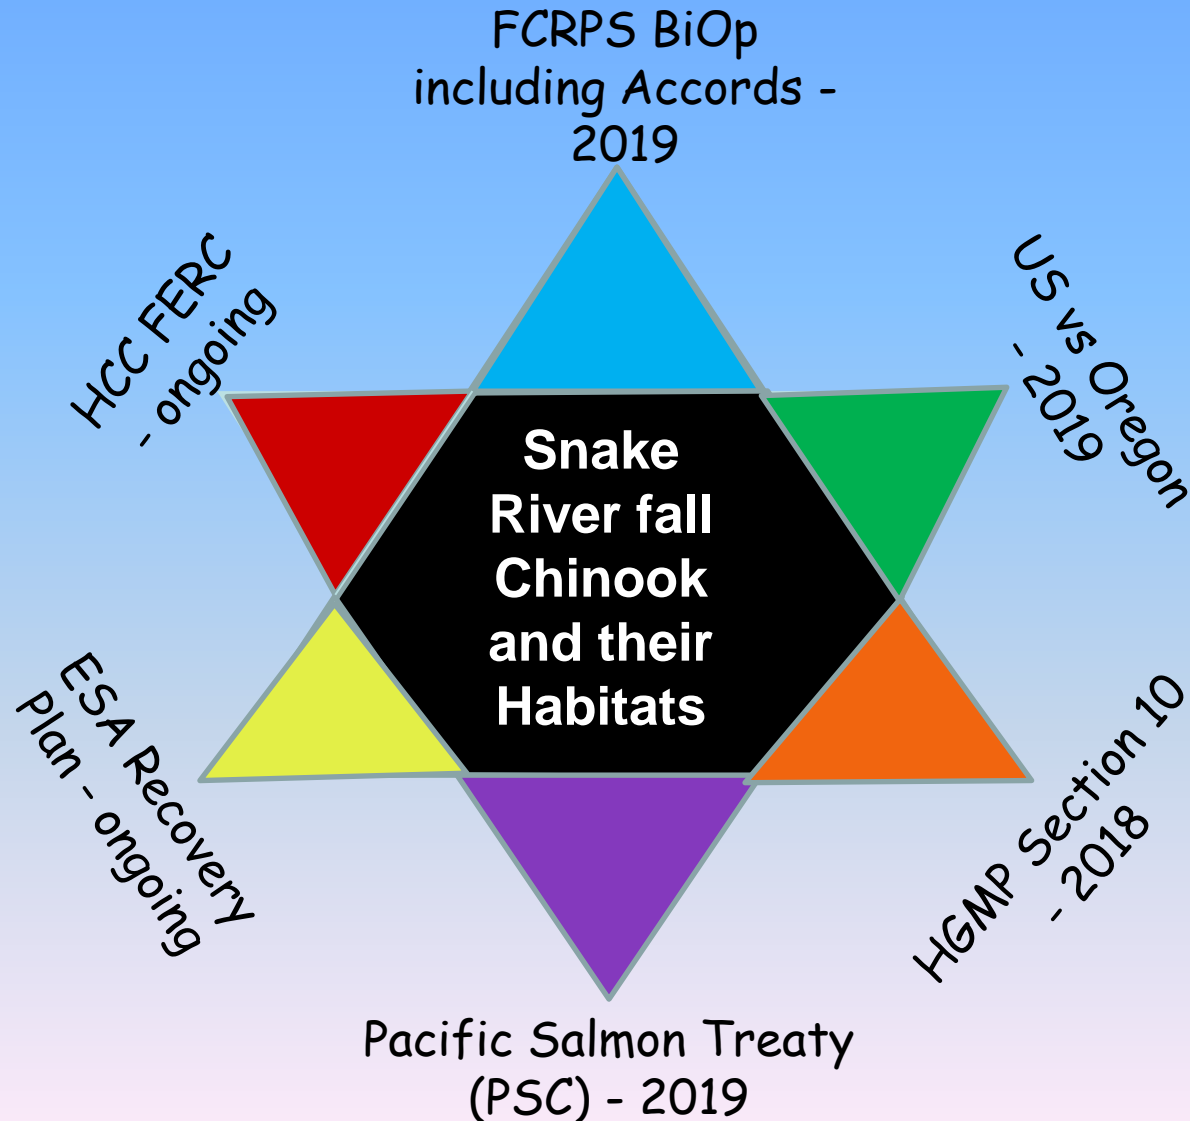 FCRPS BiOp
including Accords -
2019
HCC FERC
- ongoing
US vs Oregon
- 2019
Snake
River fall
Chinook
and their
Habitats
ESA Recovery
Plan - ongoing
HGMP Section 10
- 2018
Pacific Salmon Treaty
(PSC) - 2019